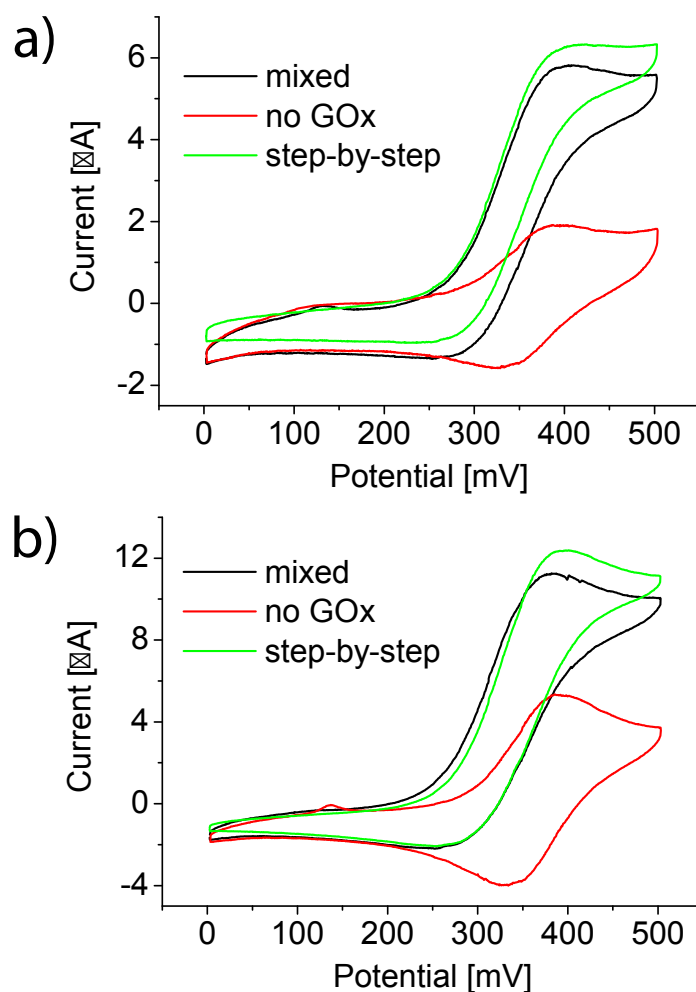 a)
6
4
2
0
-2
Current [☒A]
mixed
no GOx
step-by-step
0 100 200 300 400 500
Potential [mV]
b)
12
8
4
0
-4
Current [☒A]
mixed
no GOx
step-by-step
0 100 200 300 400 500
Potential [mV]